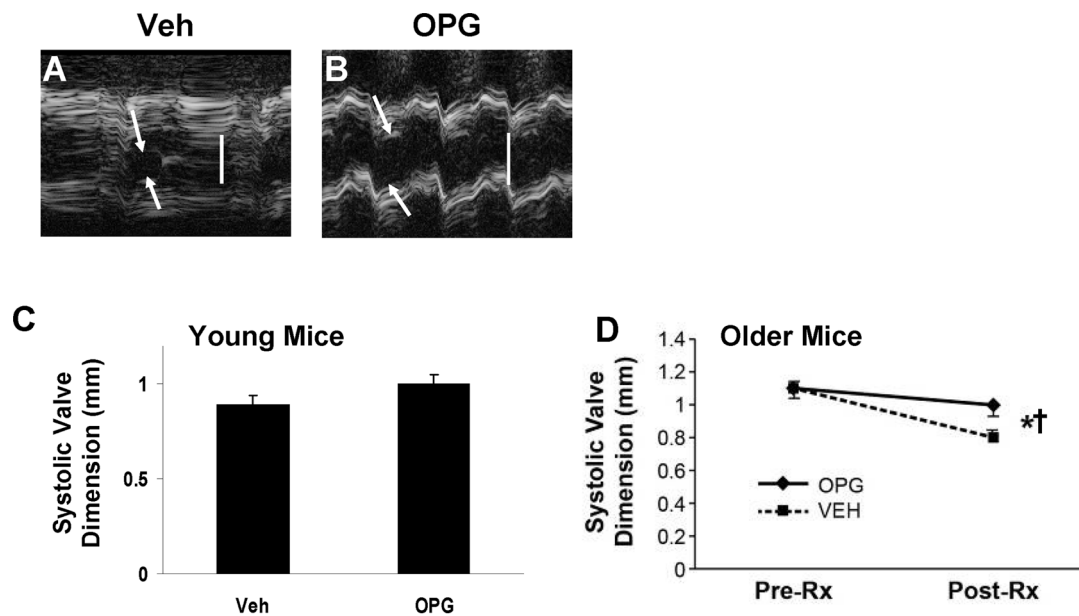 Veh
OPG
A
B
C
Young Mice
Systolic Valve
Dimension (mm)
1
0.5
0
Veh
OPG
D
Older Mice
Systolic Valve
Dimension (mm)
1.4
1.2
1
0.8
0.6
0.4
0.2
0
*†
OPG
VEH
Pre-Rx
Post-Rx